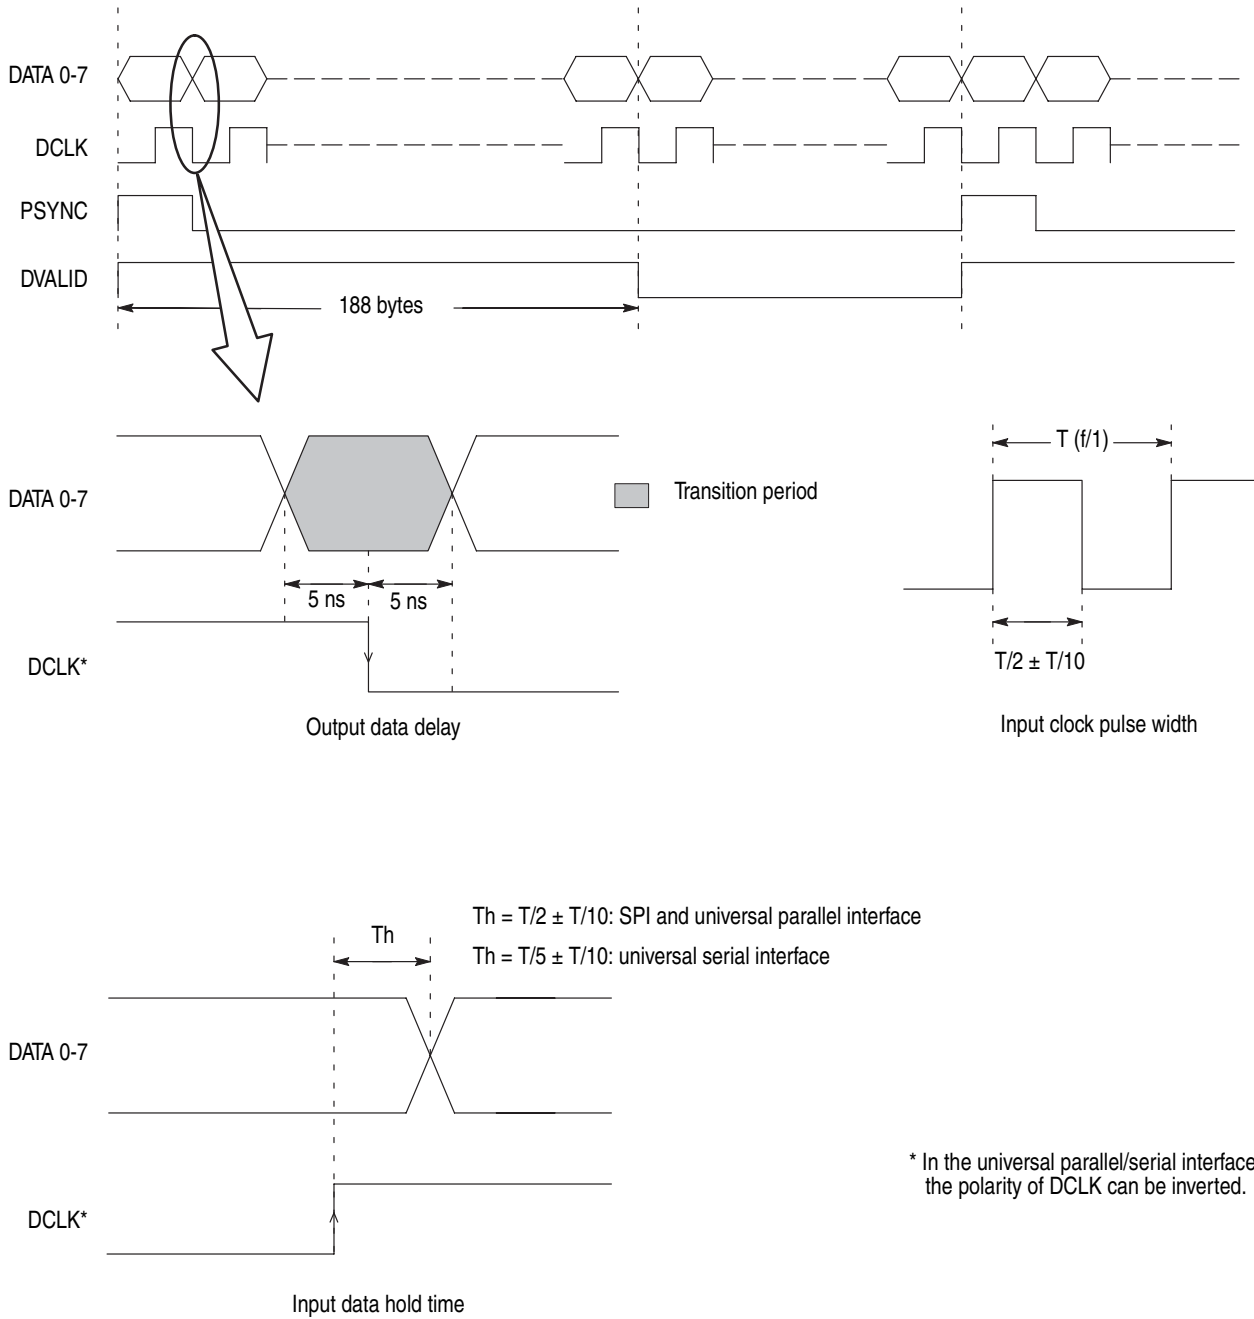 DATA 0-7
DCLK
PSYNC
DVALID
188 bytes
T (f/1)
DATA 0-7
Transition period
5 ns
5 ns
T/2 ± T/10
DCLK*
Output data delay
Input clock pulse width
Th = T/2 ± T/10: SPI and universal parallel interface
Th
Th = T/5 ± T/10: universal serial interface
DATA 0-7
* In the universal parallel/serial interface
the polarity of DCLK can be inverted.
DCLK*
Input data hold time